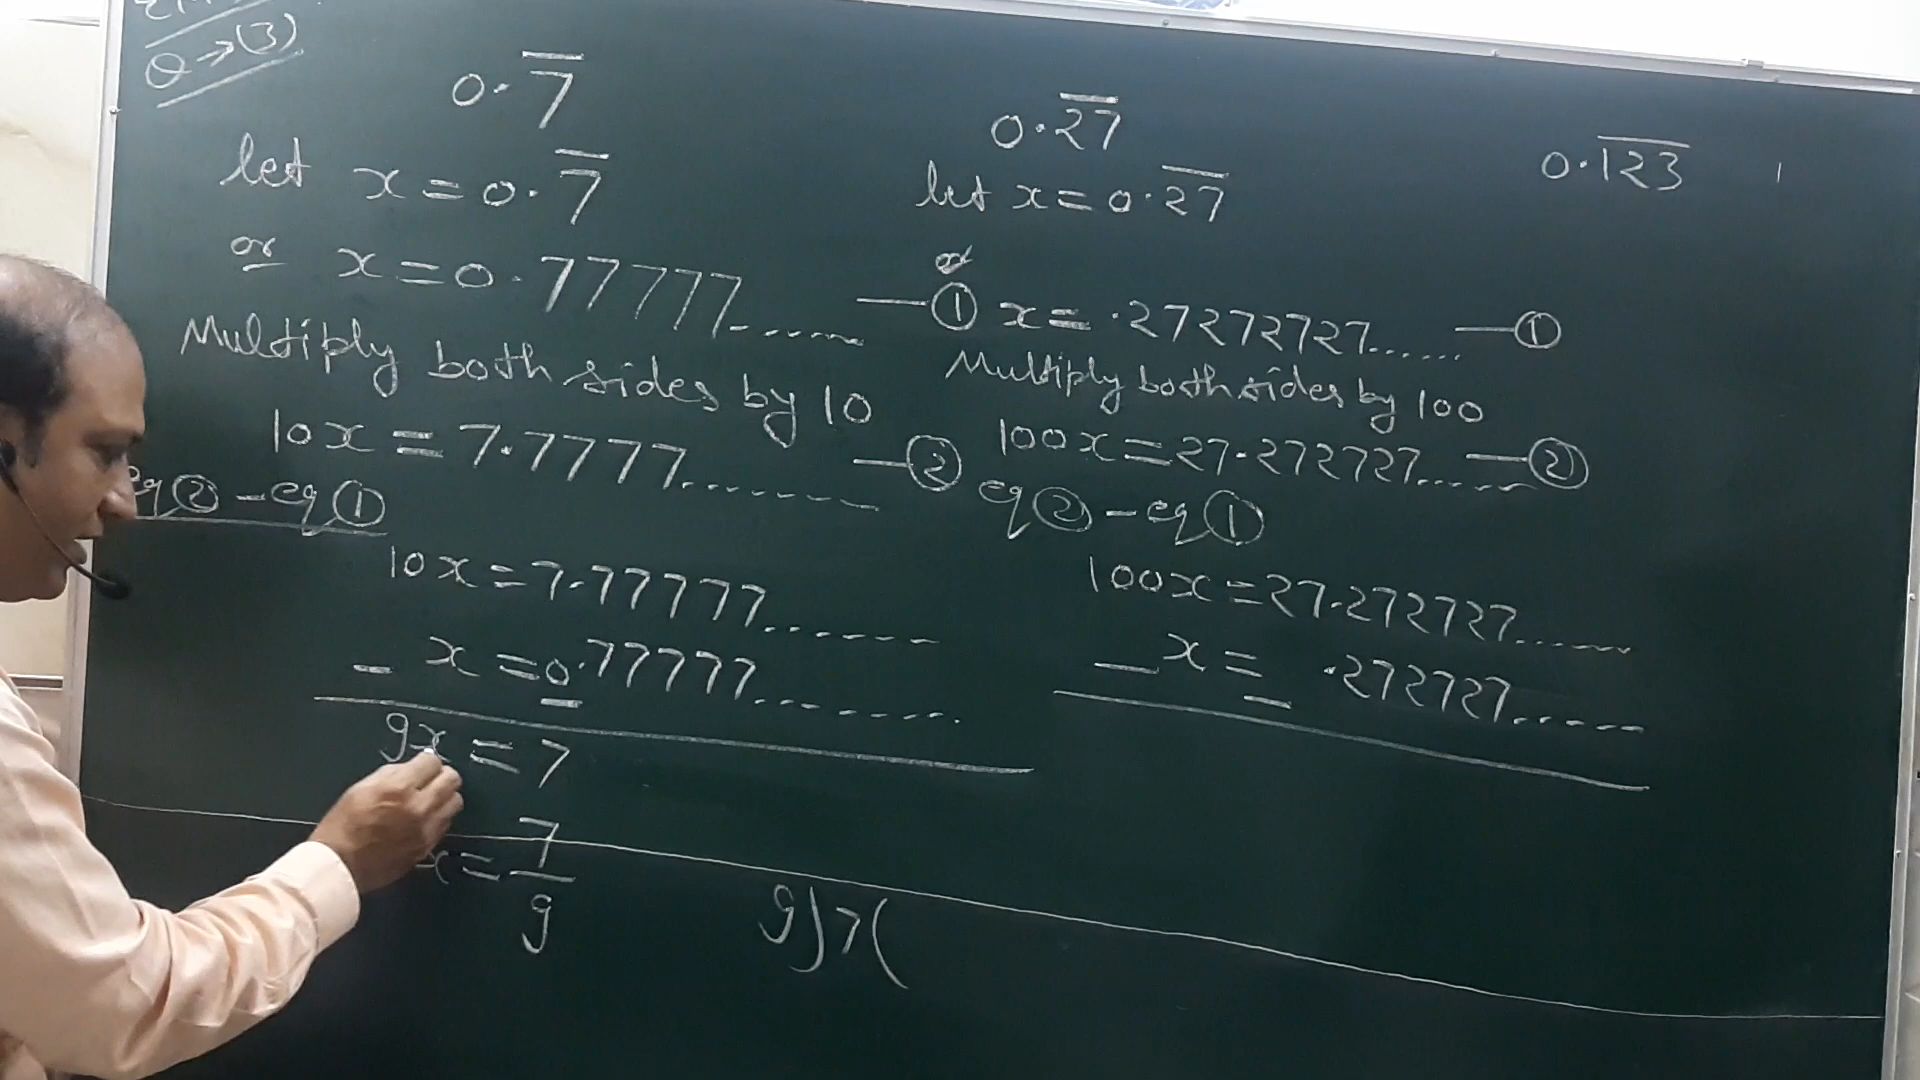 Q→(3)
0.7̅
let x = 0.7̅
or x = 0.77777.......
—①
Multiply both sides by 10
10x = 7.7777........ —②
eq② - eq①
10x = 7.77777.......
- x = 0.77777........
9x = 7
x = 7/9
9)7(
0.2̅7̅
let x = 0.2̅7̅
or
x = .27272727...... —①
Multiply both sides by 100
100x = 27.272727...... —②
eq② - eq①
100x = 27.272727......
- x = .272727.....
0.1̅2̅3̅